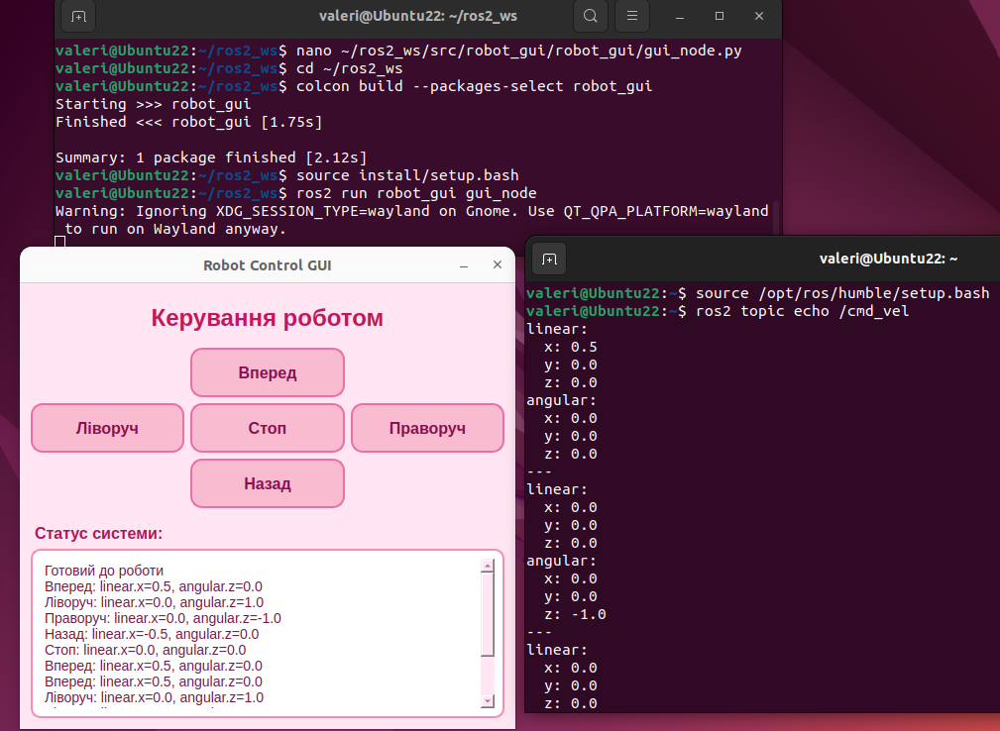 valeri@Ubuntu22: ~/ros2_ws
valeri@Ubuntu22:~/ros2_ws$ nano ~/ros2_ws/src/robot_gui/robot_gui/gui_node.py
valeri@Ubuntu22:~/ros2_ws$ cd ~/ros2_ws
valeri@Ubuntu22:~/ros2_ws$ colcon build --packages-select robot_gui
Starting >>> robot_gui
Finished <<< robot_gui [1.75s]
Summary: 1 package finished [2.12s]
valeri@Ubuntu22:~/ros2_ws$ source install/setup.bash
valeri@Ubuntu22:~/ros2_ws$ ros2 run robot_gui gui_node
Warning: Ignoring XDG_SESSION_TYPE=wayland on Gnome. Use QT_QPA_PLATFORM=wayland
to run on Wayland anyway.
Robot Control GUI
Керування роботом
Вперед
Ліворуч
Стоп
Праворуч
Назад
Статус системи:
Готовий до роботи
Вперед: linear.x=0.5, angular.z=0.0
Ліворуч: linear.x=0.0, angular.z=1.0
Праворуч: linear.x=0.0, angular.z=-1.0
Назад: linear.x=-0.5, angular.z=0.0
Стоп: linear.x=0.0, angular.z=0.0
Вперед: linear.x=0.5, angular.z=0.0
Вперед: linear.x=0.5, angular.z=0.0
Ліворуч: linear.x=0.0, angular.z=1.0
valeri@Ubuntu22: ~
valeri@Ubuntu22:~$ source /opt/ros/humble/setup.bash
valeri@Ubuntu22:~$ ros2 topic echo /cmd_vel
linear:
x: 0.5
y: 0.0
z: 0.0
angular:
x: 0.0
y: 0.0
z: 0.0
---
linear:
x: 0.0
y: 0.0
z: 0.0
angular:
x: 0.0
y: 0.0
z: -1.0
---
linear:
x: 0.0
y: 0.0
z: 0.0